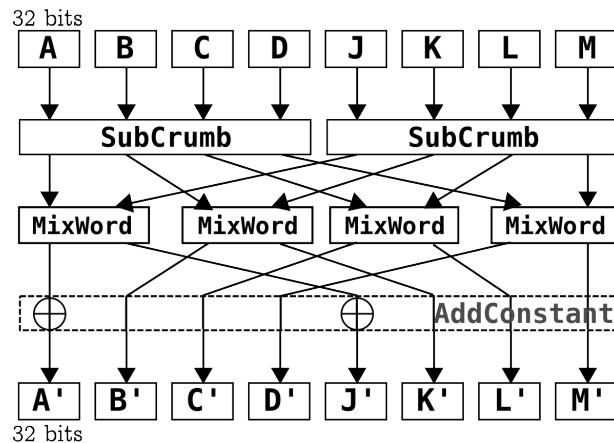 32 bits
A B C D J K L M
SubCrumb SubCrumb
MixWord MixWord MixWord MixWord
AddConstant
A' B' C' D' J' K' L' M'
32 bits